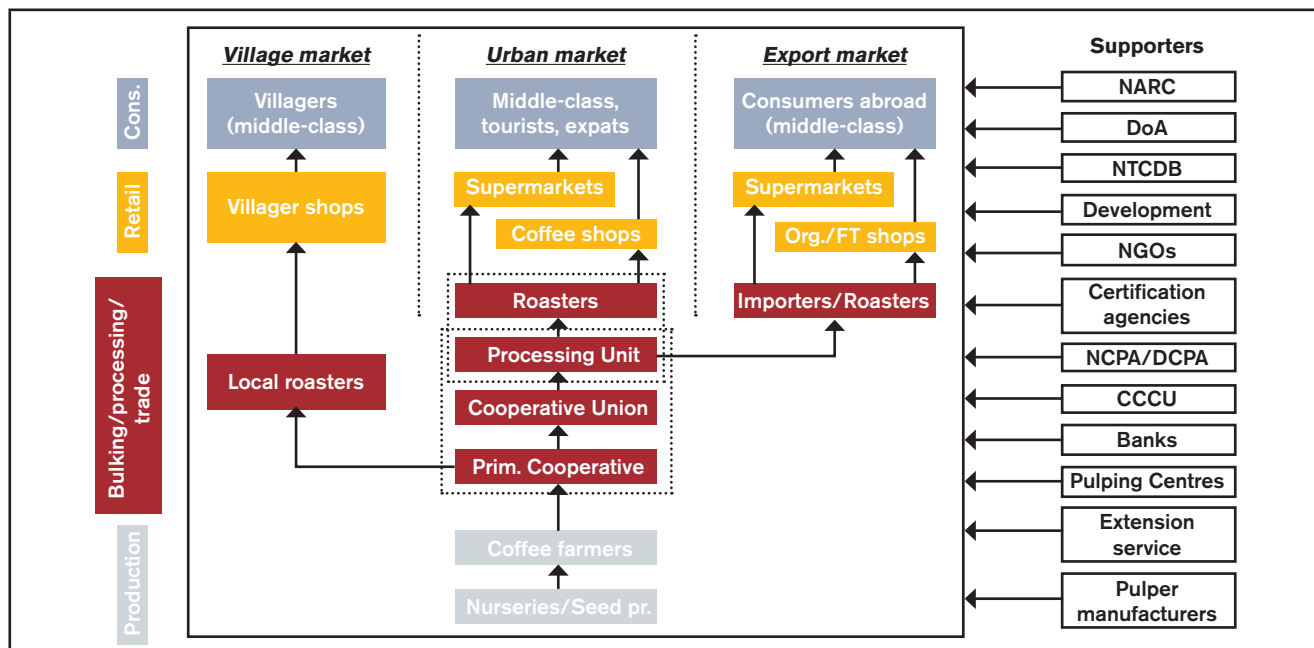 Village market
Urban market
Export market
Supporters
Cons.
Villagers
(middle-class)
Middle-class,
tourists, expats
Consumers abroad
(middle-class)
NARC
DoA
NTCDB
Development
NGOs
Certification
agencies
NCPA/DCPA
CCCU
Banks
Pulping Centres
Extension
service
Pulper
manufacturers
Retail
Villager shops
Supermarkets
Coffee shops
Supermarkets
Org./FT shops
Bulking/processing/
trade
Roasters
Importers/Roasters
Processing Unit
Local roasters
Cooperative Union
Prim. Cooperative
Production
Coffee farmers
Nurseries/Seed pr.